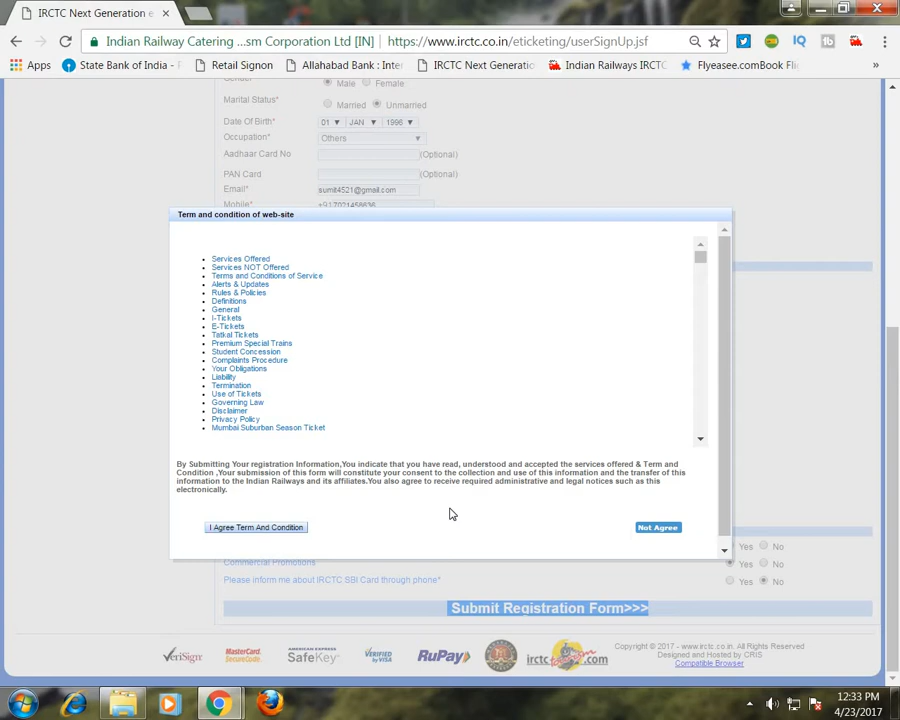 IRCTC Next Generation e
Indian Railway Catering ...sm Corporation Ltd [IN]
https://www.irctc.co.in/eticketing/userSignUp.jsf
Apps
State Bank of India -
Retail Signon
Allahabad Bank : Inter
IRCTC Next Generatio
Indian Railways IRCTC
Flyeasee.comBook Fli
»
Male Female
Marital Status* Married Unmarried
Date Of Birth* 01 JAN 1996
Occupation* Others
Aadhaar Card No (Optional)
PAN Card (Optional)
Email* sumit4521@gmail.com
Mobile*
Term and condition of web-site
Services Offered
Services NOT Offered
Terms and Conditions of Service
Alerts & Updates
Rules & Policies
Definitions
General
I-Tickets
E-Tickets
Tatkal Tickets
Premium Special Trains
Student Concession
Complaints Procedure
Your Obligations
Liability
Termination
Use of Tickets
Governing Law
Disclaimer
Privacy Policy
Mumbai Suburban Season Ticket
By Submitting Your registration Information,You indicate that you have read, understood and accepted the services offered & Term and
Condition ,Your submission of this form will constitute your consent to the collection and use of this information and the transfer of this
information to the Indian Railways and its affiliates.You also agree to receive required administrative and legal notices such as this
electronically.
I Agree Term And Condition
Not Agree
Yes No
Commercial Promotions Yes No
Please inform me about IRCTC SBI Card through phone* Yes No
Submit Registration Form>>>
VeriSign
MasterCard. SecureCode.
AMERICAN EXPRESS SafeKey
VERIFIED by VISA
RuPay
irctc tourism.com
Copyright © 2017 - www.irctc.co.in. All Rights Reserved
Designed and Hosted by CRIS
Compatible Browser
12:33 PM
4/23/2017